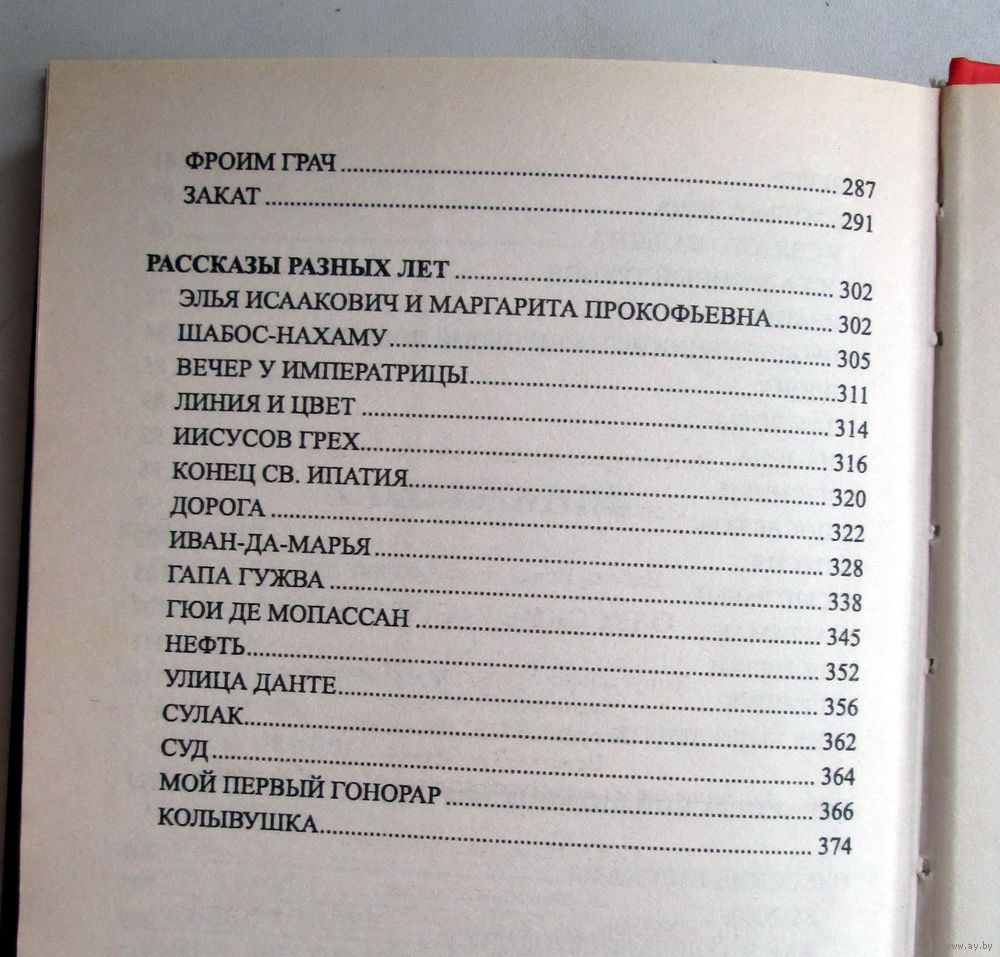 ФРОИМ ГРАЧ 287
ЗАКАТ 291
РАССКАЗЫ РАЗНЫХ ЛЕТ 302
ЭЛЬЯ ИСААКОВИЧ И МАРГАРИТА ПРОКОФЬЕВНА 302
ШАБОС-НАХАМУ 305
ВЕЧЕР У ИМПЕРАТРИЦЫ 311
ЛИНИЯ И ЦВЕТ 314
ИИСУСОВ ГРЕХ 316
КОНЕЦ СВ. ИПАТИЯ 320
ДОРОГА 322
ИВАН-ДА-МАРЬЯ 328
ГАПА ГУЖВА 338
ГЮИ ДЕ МОПАССАН 345
НЕФТЬ 352
УЛИЦА ДАНТЕ 356
СУЛАК 362
СУД 364
МОЙ ПЕРВЫЙ ГОНОРАР 366
КОЛЫВУШКА 374
www.ay.by